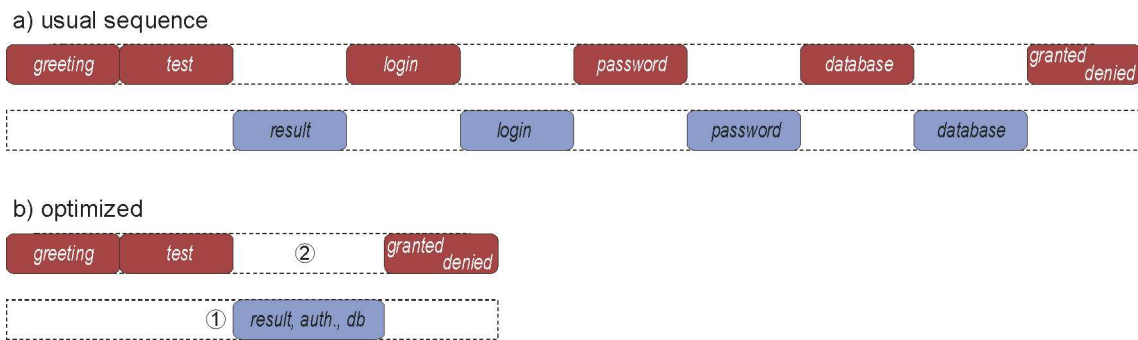 a) usual sequence
greeting test login password database granted denied
result login password database
b) optimized
greeting test ② granted denied
① result, auth., db